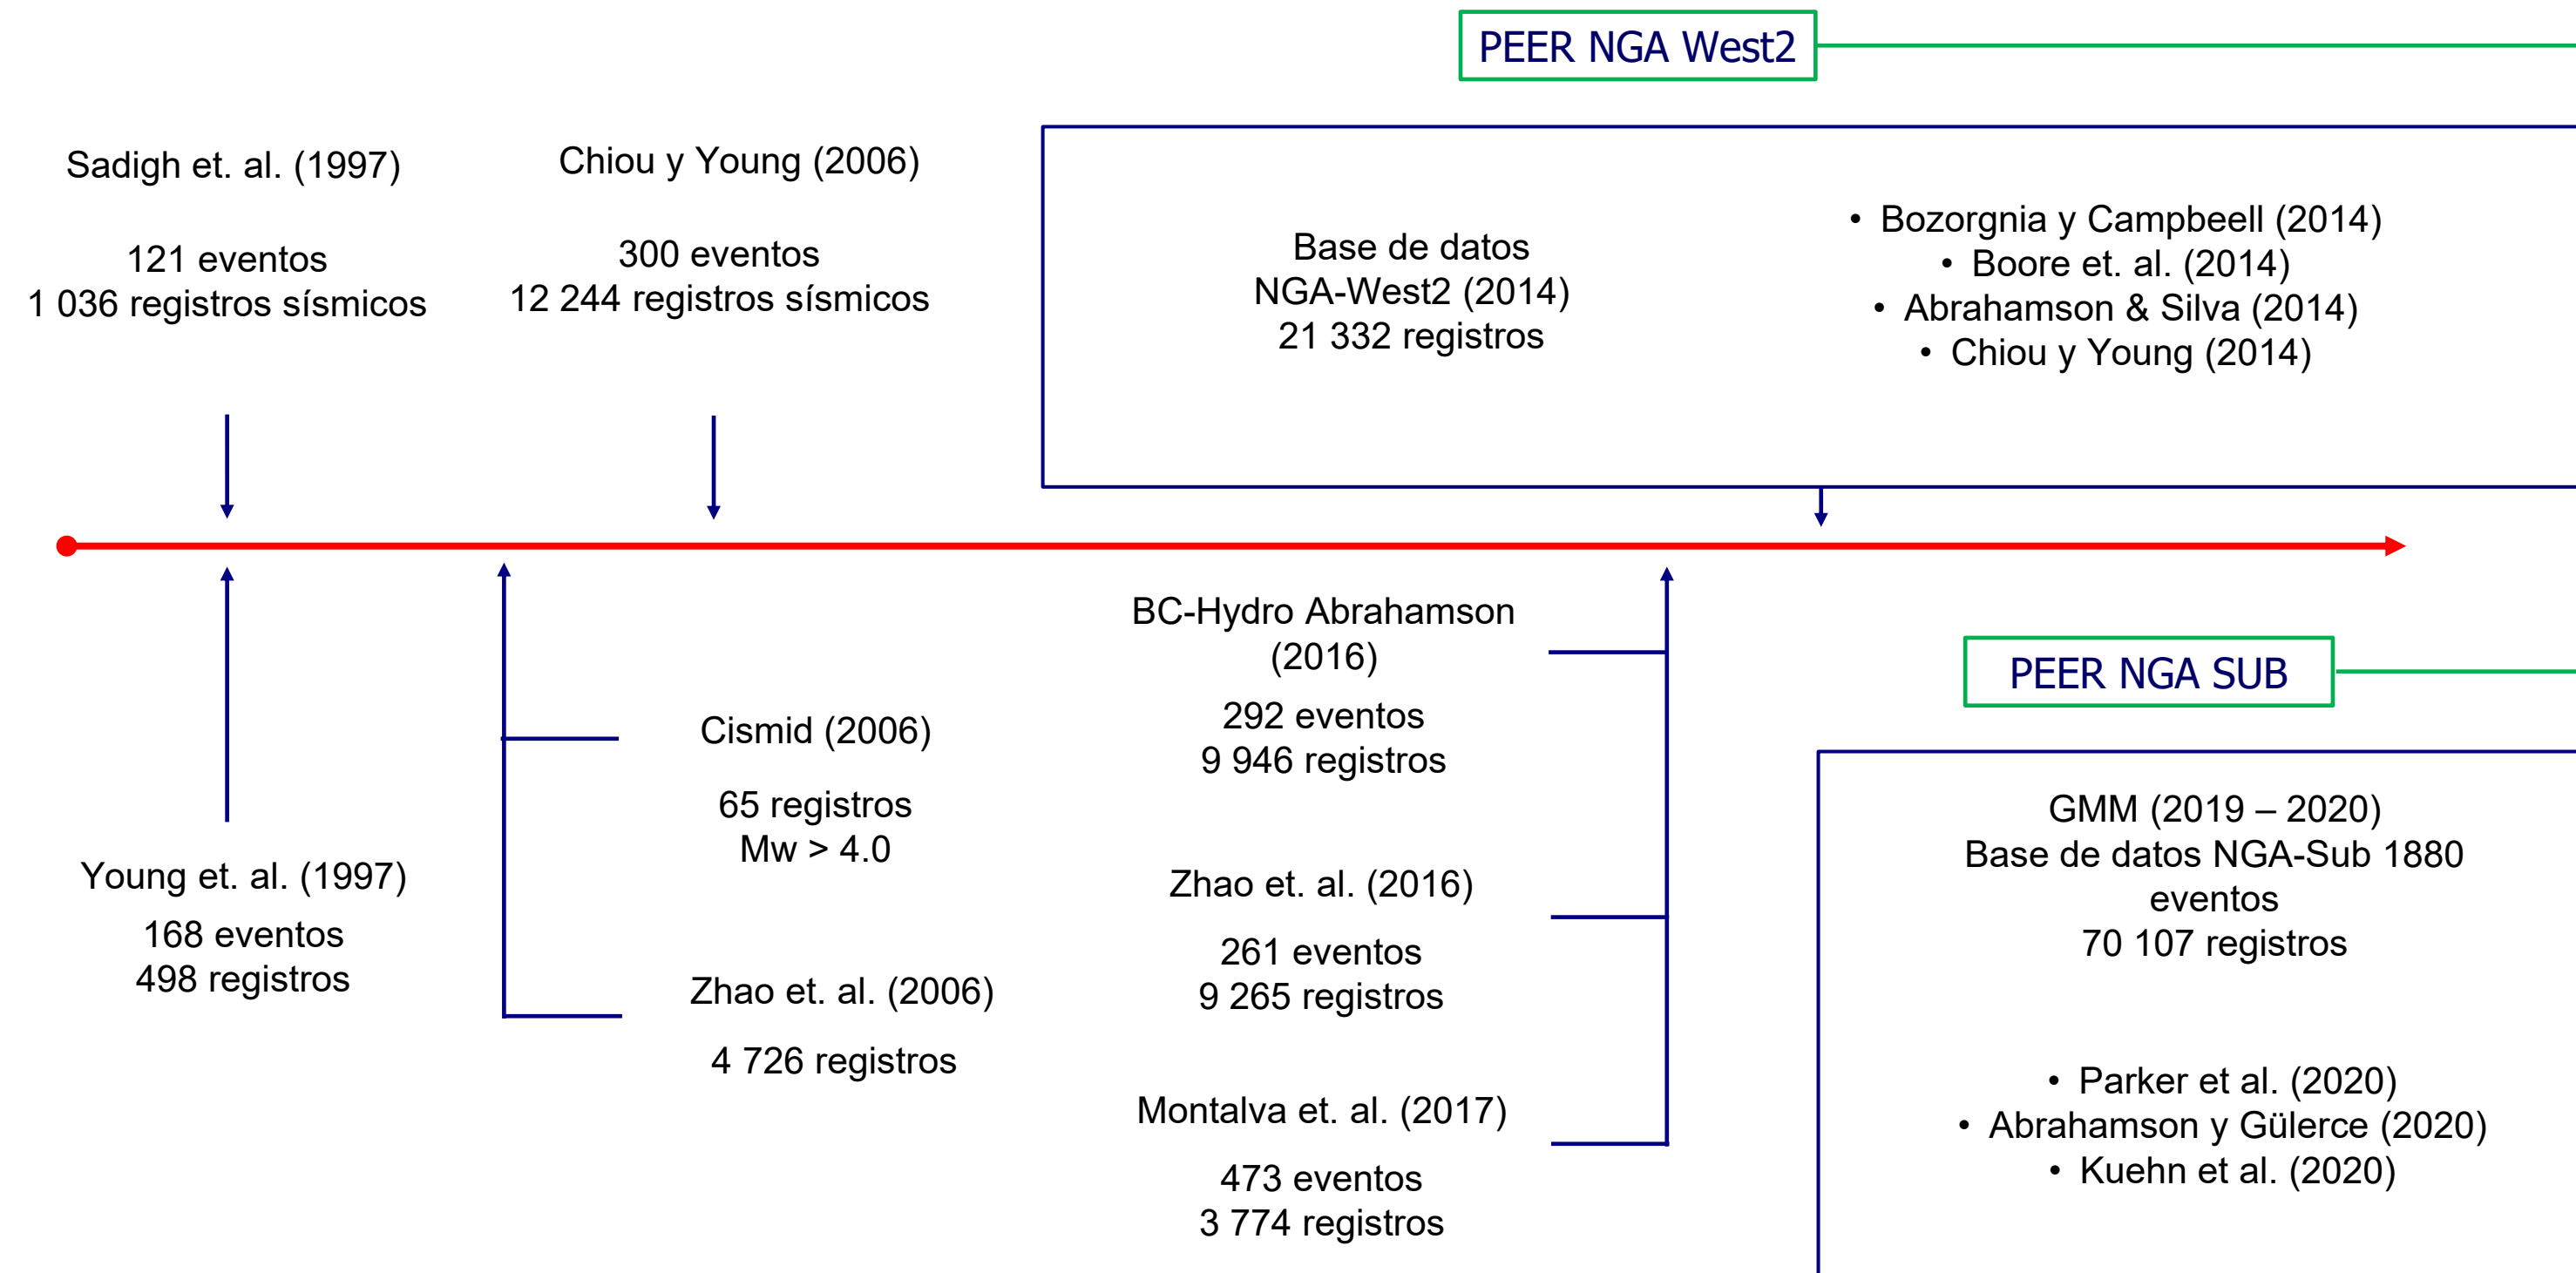 PEER NGA West2
Sadigh et. al. (1997)
121 eventos
1 036 registros sísmicos
Chiou y Young (2006)
300 eventos
12 244 registros sísmicos
Base de datos
NGA-West2 (2014)
21 332 registros
• Bozorgnia y Campbeell (2014)
• Boore et. al. (2014)
• Abrahamson & Silva (2014)
• Chiou y Young (2014)
Young et. al. (1997)
168 eventos
498 registros
Cismid (2006)
65 registros
Mw > 4.0
Zhao et. al. (2006)
4 726 registros
BC-Hydro Abrahamson
(2016)
292 eventos
9 946 registros
Zhao et. al. (2016)
261 eventos
9 265 registros
Montalva et. al. (2017)
473 eventos
3 774 registros
PEER NGA SUB
GMM (2019 – 2020)
Base de datos NGA-Sub 1880
eventos
70 107 registros
• Parker et al. (2020)
• Abrahamson y Gülerce (2020)
• Kuehn et al. (2020)